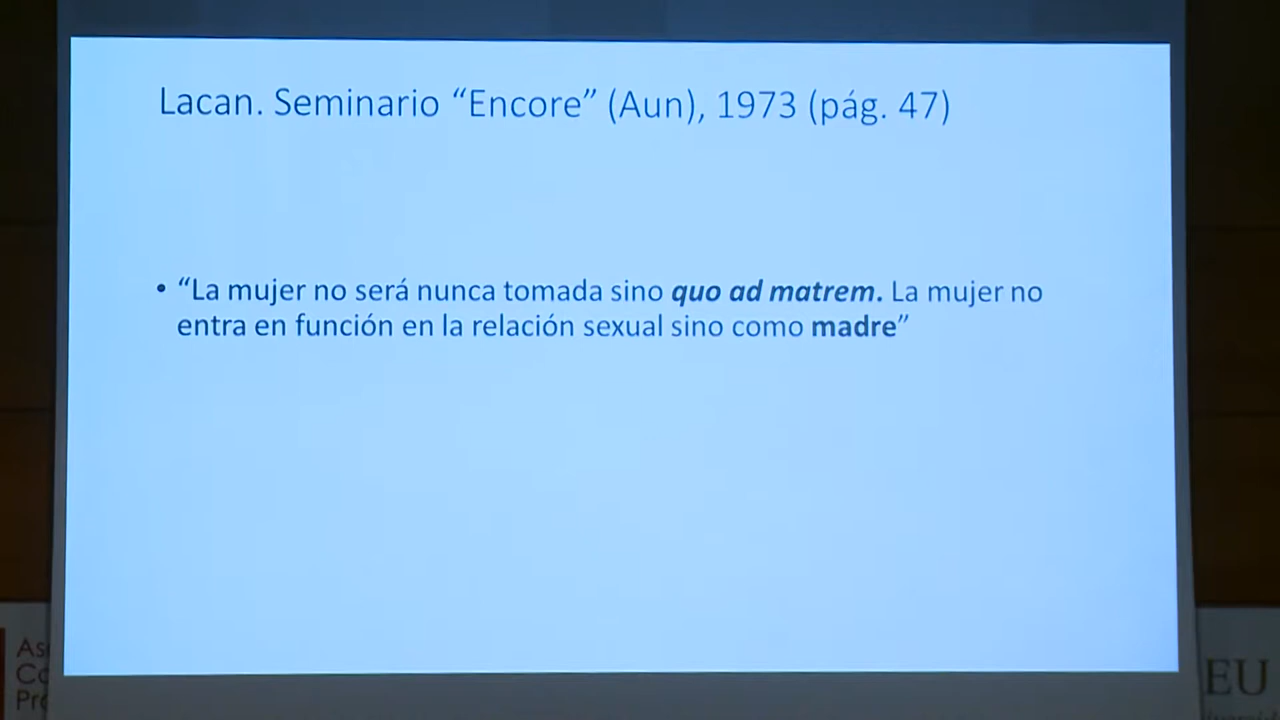 Lacan. Seminario “Encore” (Aun), 1973 (pág. 47)
• “La mujer no será nunca tomada sino quo ad matrem. La mujer no
entra en función en la relación sexual sino como madre”
EU